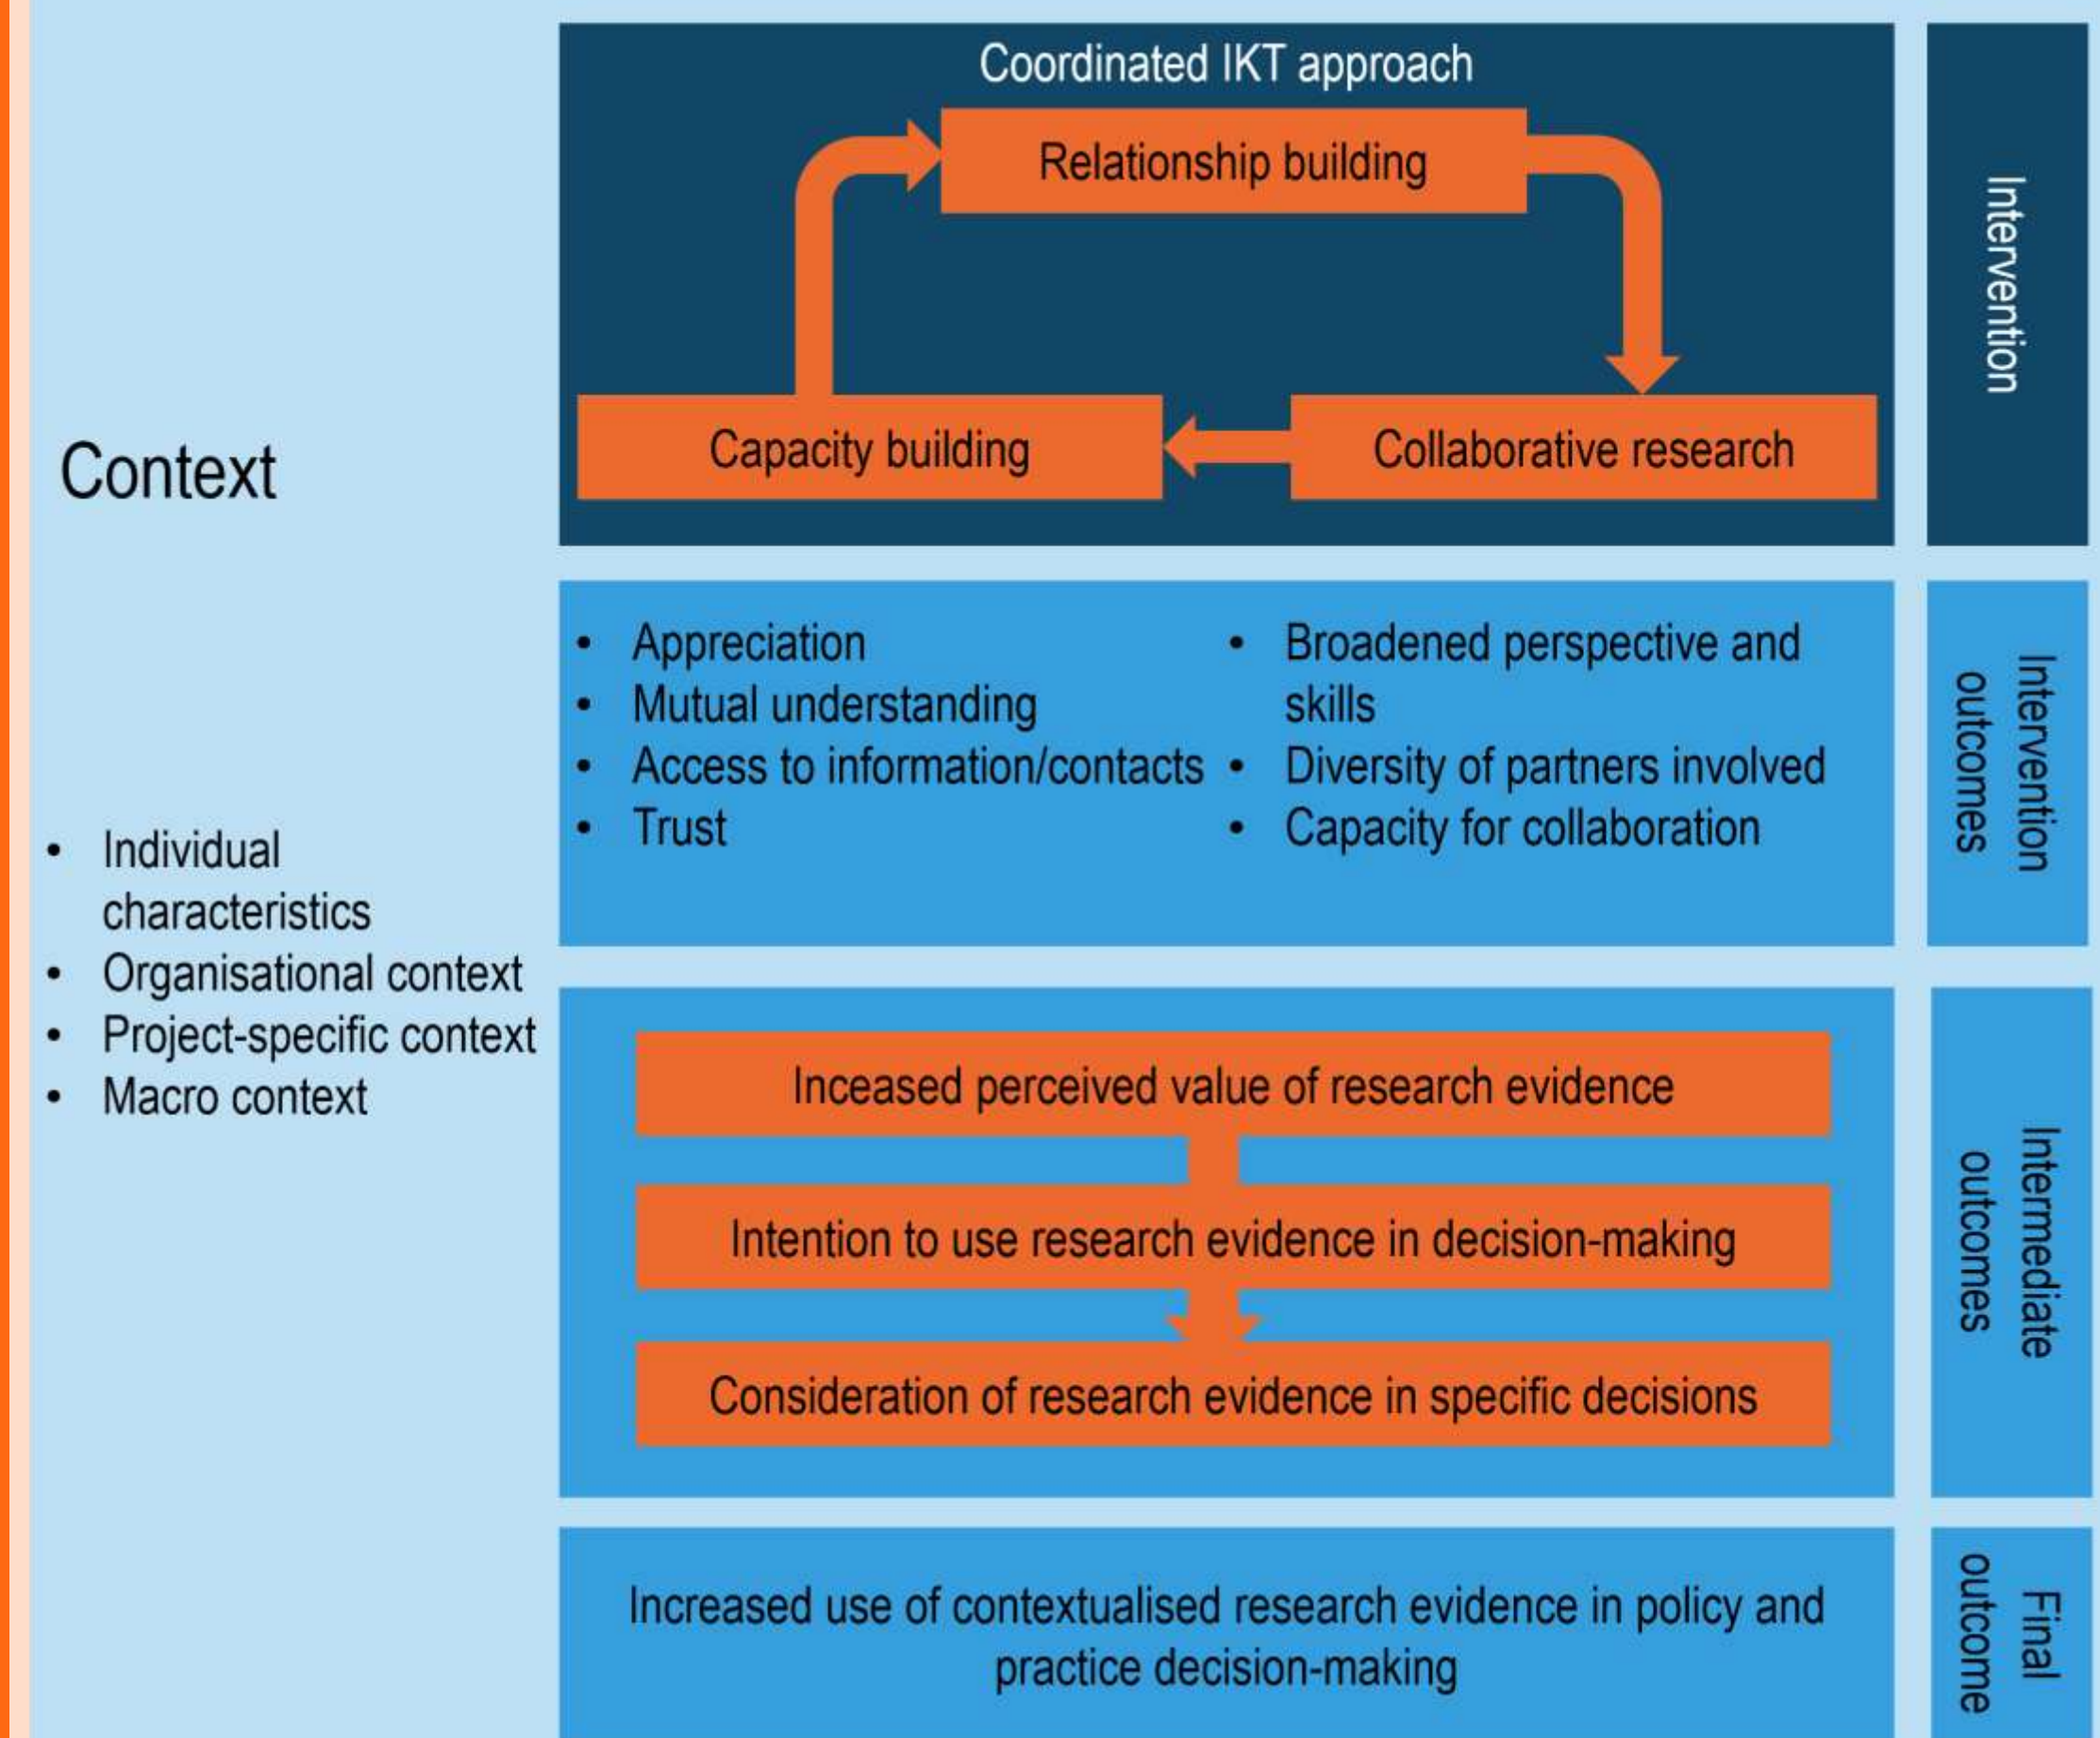 Context
• Individual
characteristics
• Organisational context
• Project-specific context
• Macro context
Coordinated IKT approach
Relationship building
Capacity building
Collaborative research
Intervention
• Appreciation
• Mutual understanding
• Access to information/contacts
• Trust
• Broadened perspective and
skills
• Diversity of partners involved
• Capacity for collaboration
Intervention
outcomes
Inceased perceived value of research evidence
Intention to use research evidence in decision-making
Consideration of research evidence in specific decisions
Intermediate
outcomes
Increased use of contextualised research evidence in policy and
practice decision-making
Final
outcome